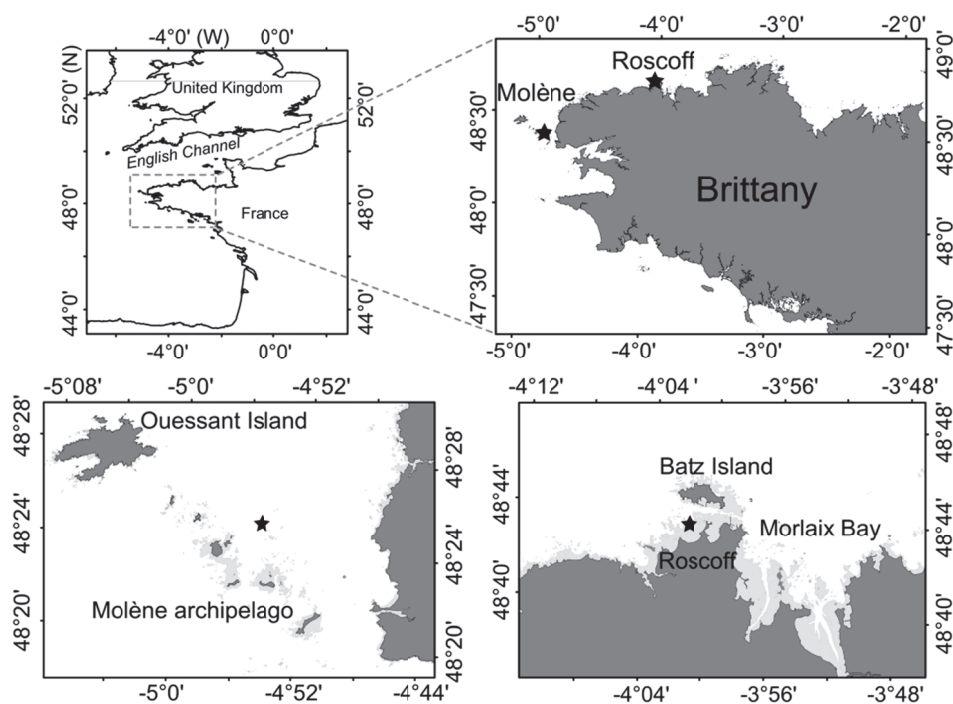 -4°0' (W) 0°0'
52°0' (N)
48°0'
44°0'
United Kingdom
English Channel
France
52°0'
48°0'
44°0'
-4°0' 0°0'
-5°0' -4°0' -3°0' -2°0'
48°30'
48°0'
47°30'
Roscoff
Molène
Brittany
49°0'
48°30'
48°0'
47°30'
-5°0' -4°0' -3°0' -2°0'
-5°08' -5°0' -4°52'
48°28'
48°24'
48°20'
Ouessant Island
Molène archipelago
48°28'
48°24'
48°20'
-5°0' -4°52' -4°44'
-4°12' -4°04' -3°56' -3°48'
48°44'
48°40'
Batz Island
Morlaix Bay
Roscoff
48°48'
48°44'
48°40'
-4°04' -3°56' -3°48'